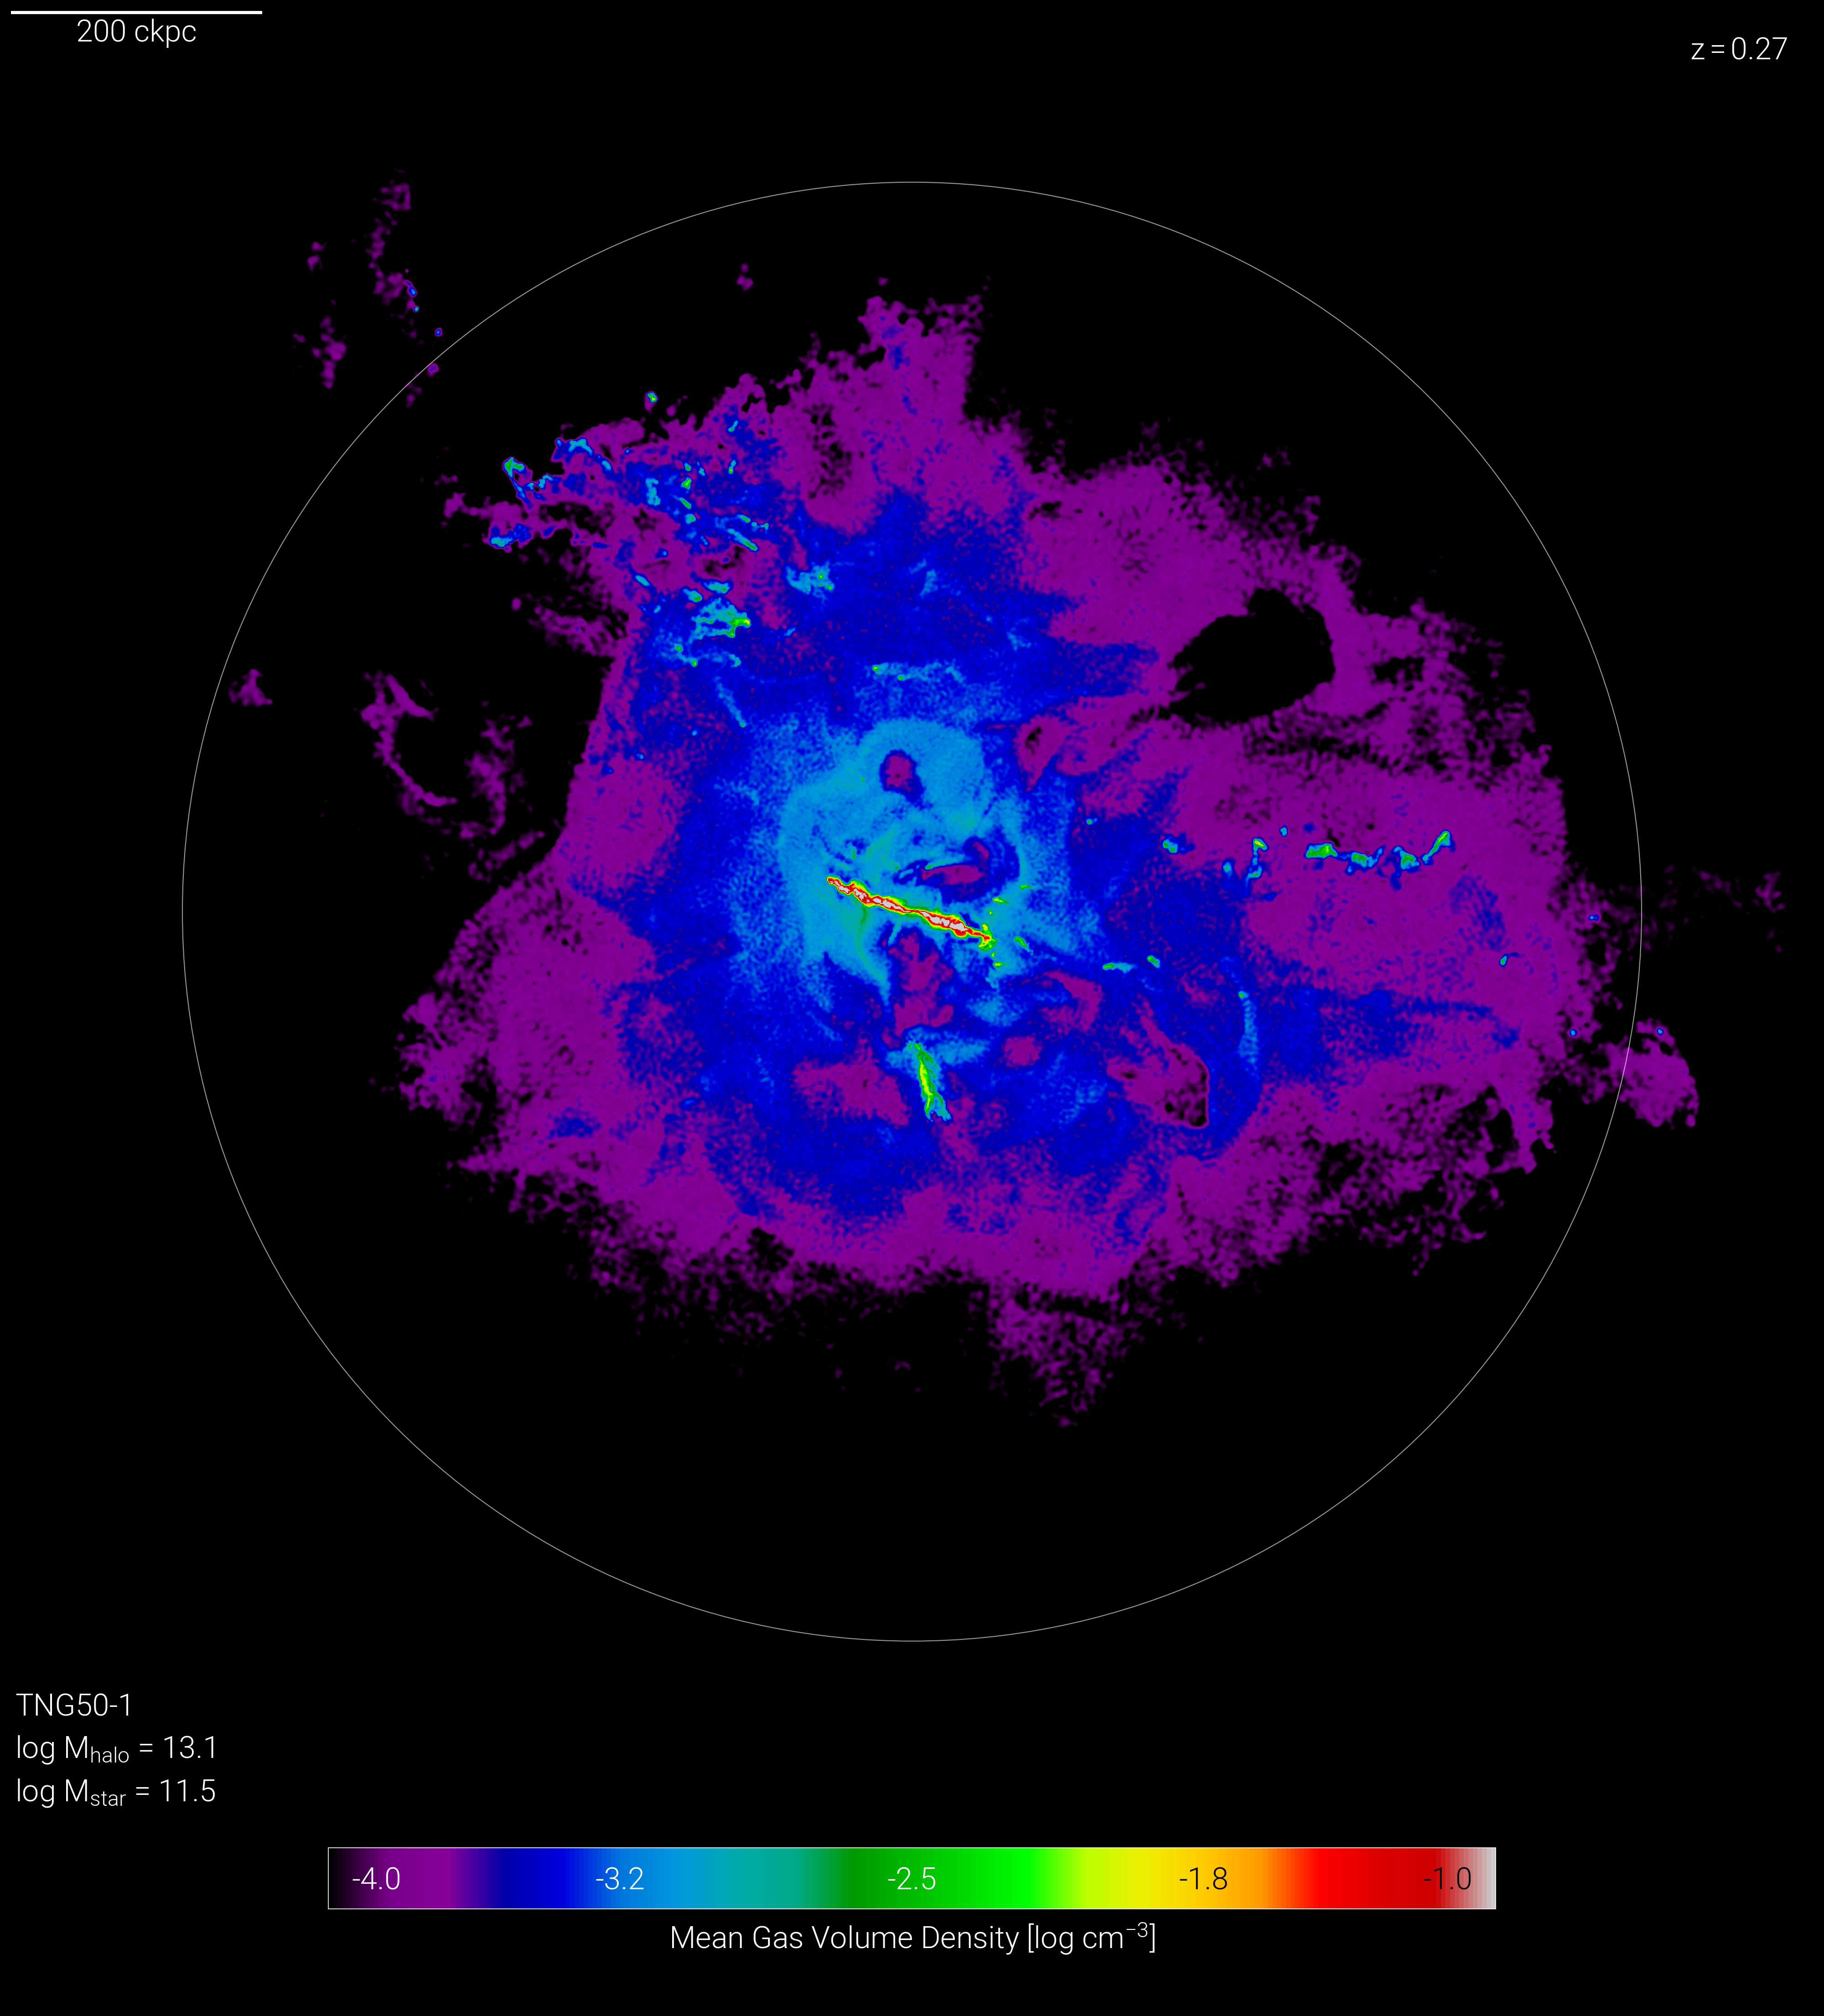 200 ckpc
z = 0.27
TNG50-1
log M_halo = 13.1
log M_star = 11.5
-4.0 -3.2 -2.5 -1.8 -1.0
Mean Gas Volume Density [log cm⁻³]